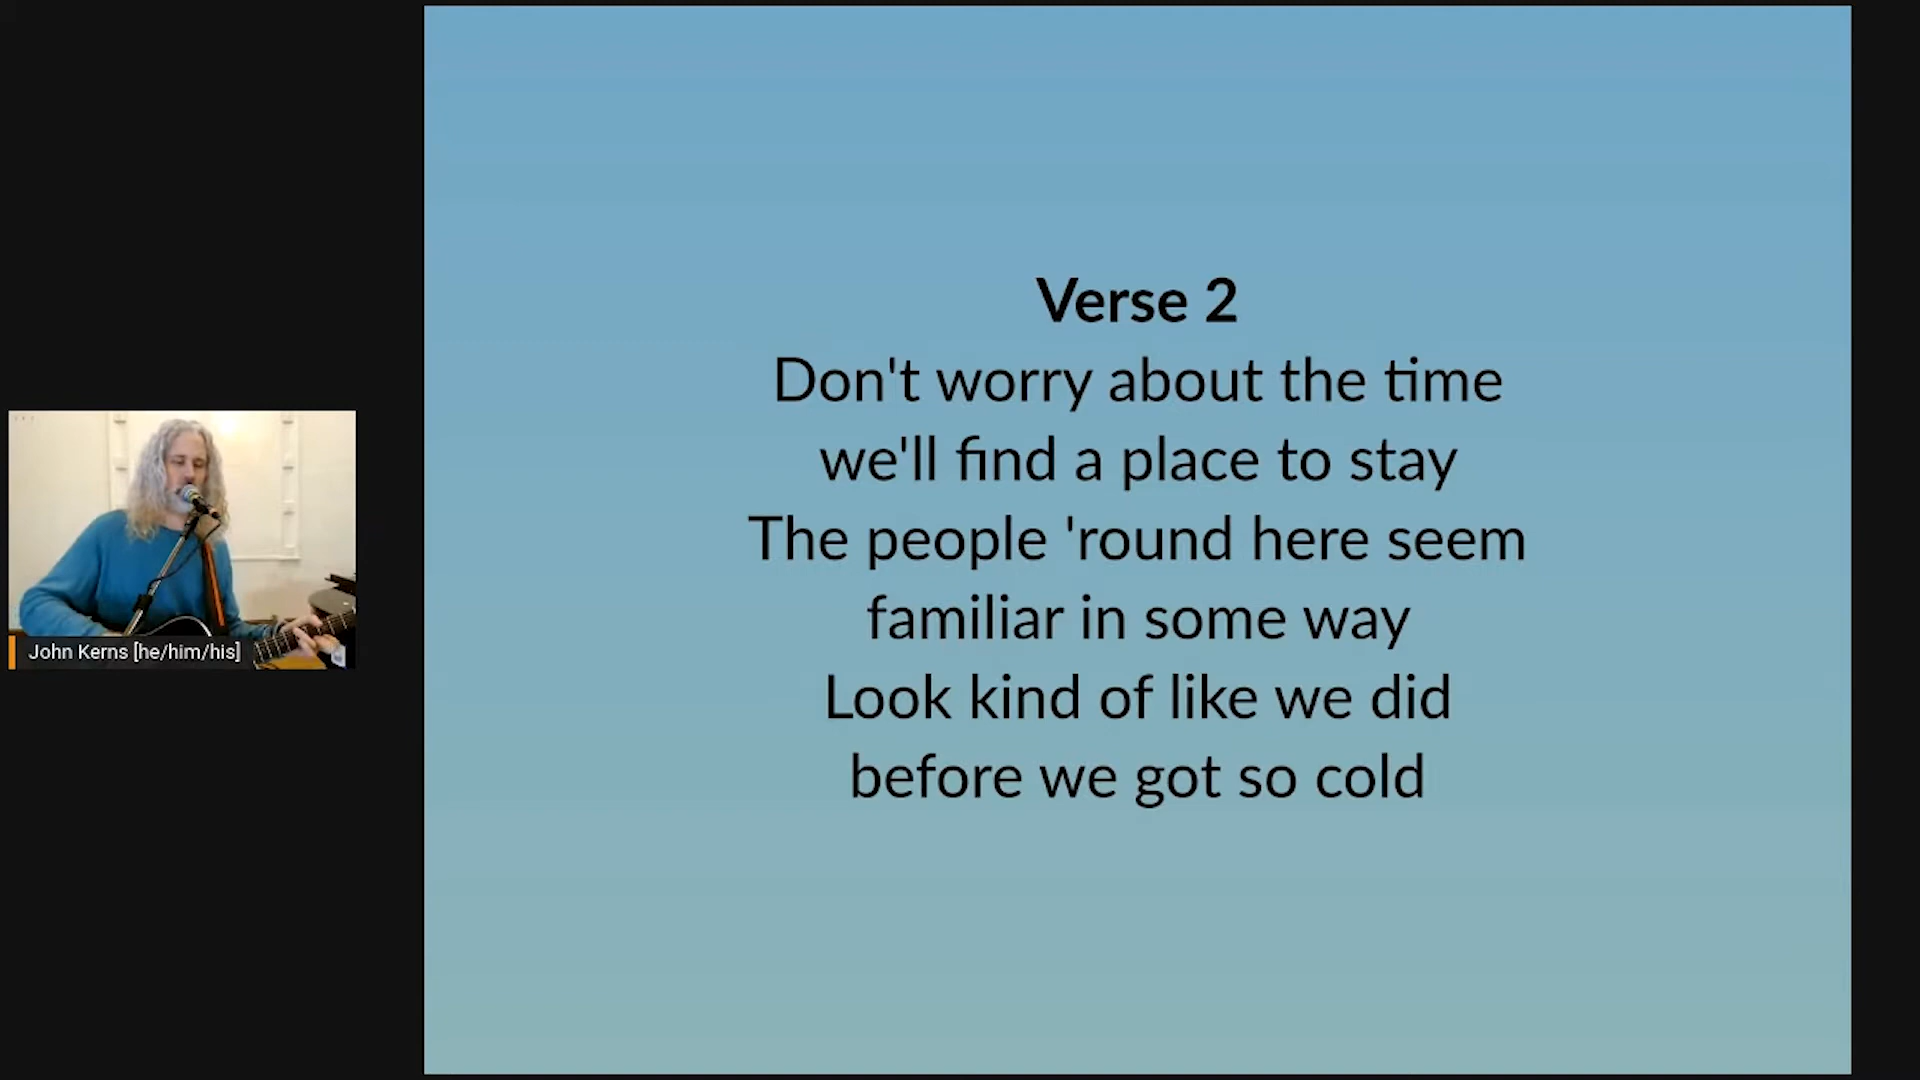 Verse 2
Don't worry about the time
we'll find a place to stay
The people 'round here seem
familiar in some way
Look kind of like we did
before we got so cold
John Kerns [he/him/his]